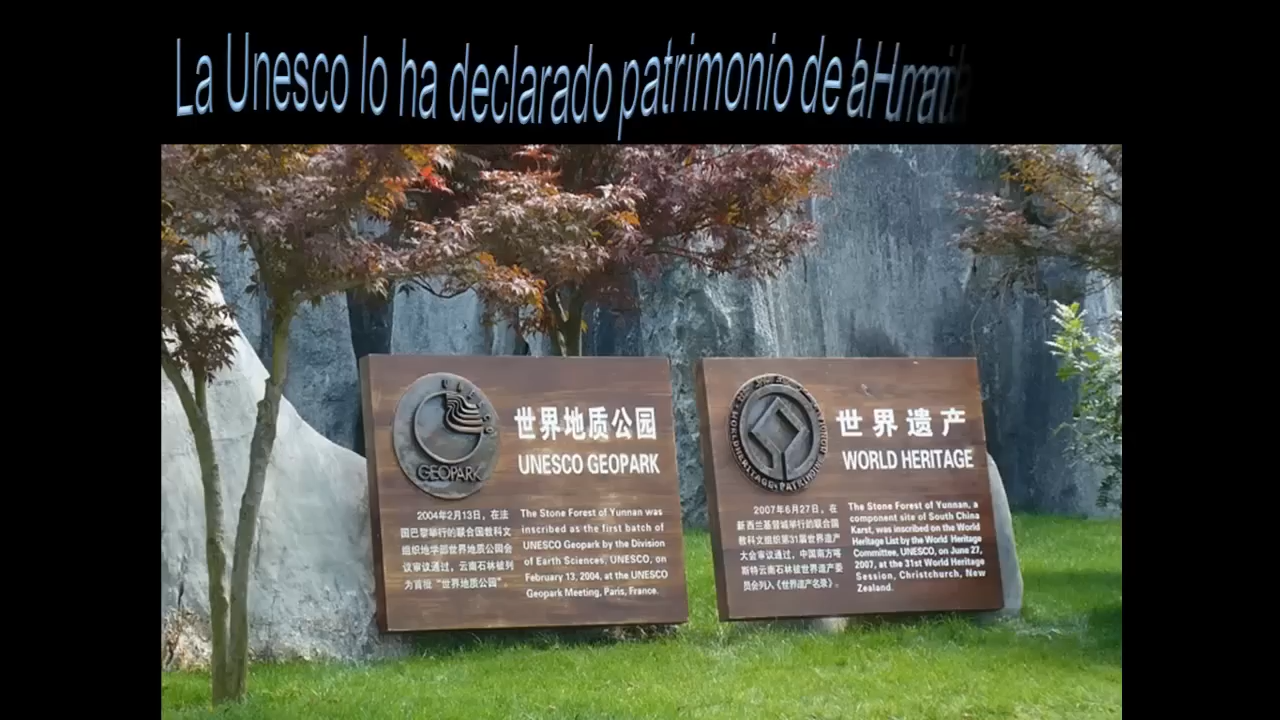 La Unesco lo ha declarado patrimonio de la
UNESCO
GEOPARK
世界地质公园
UNESCO GEOPARK
2004年2月13日，在法
国巴黎举行的联合国教科文
组织地学部世界地质公园会
议审议通过，云南石林被列
为首批“世界地质公园”。
The Stone Forest of Yunnan was
inscribed as the first batch of
UNESCO Geopark by the Division
of Earth Sciences, UNESCO, on
February 13, 2004, at the UNESCO
Geopark Meeting, Paris, France.
WORLD HERITAGE • PATRIMOINE MONDIAL
世界遗产
WORLD HERITAGE
2007年6月27日，在
新西兰基督城举行的联合国
教科文组织第31届世界遗产
大会审议通过，中国南方喀
斯特云南石林被世界遗产委
员会列入《世界遗产名录》。
The Stone Forest of Yunnan, a
component site of South China
Karst, was inscribed on the World
Heritage List by the World Heritage
Committee, UNESCO, on June 27,
2007, at the 31st World Heritage
Session, Christchurch, New
Zealand.